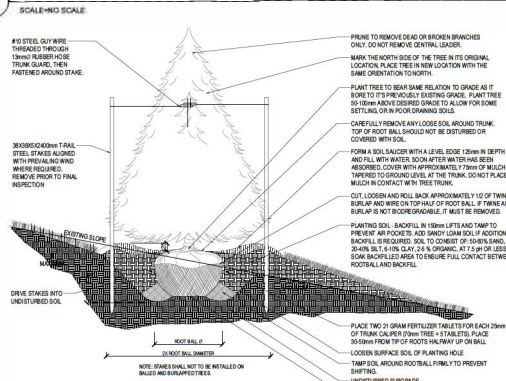 SCALE=NO SCALE
#10 STEEL GUY WIRE
THREADED THROUGH
13mm2 RUBBER HOSE
TRUNK GUARD, THEN
FASTENED AROUND STAKE.
38X38X5X2400mm T-RAIL
STEEL STAKES ALIGNED
WITH PREVAILING WIND
WHERE REQUIRED.
REMOVE PRIOR TO FINAL
INSPECTION
EXISTING SLOPE
DRIVE STAKES INTO
UNDISTURBED SOIL
ROOT BALL Ø
2X ROOT BALL DIAMETER
NOTE: STAKES SHALL NOT TO BE INSTALLED ON
BALLED AND BURLAPPED TREES.
PRUNE TO REMOVE DEAD OR BROKEN BRANCHES
ONLY. DO NOT REMOVE CENTRAL LEADER.
MARK THE NORTH SIDE OF THE TREE IN ITS ORIGINAL
LOCATION, PLACE TREE IN NEW LOCATION WITH THE
SAME ORIENTATION TO NORTH.
PLANT TREE TO BEAR SAME RELATION TO GRADE AS IT
BORE TO IT'S PREVIOUSLY EXISTING GRADE. PLANT TREE
50-100mm ABOVE DESIRED GRADE TO ALLOW FOR SOME
SETTLING, OR IN POOR DRAINING SOILS.
CAREFULLY REMOVE ANY LOOSE SOIL AROUND TRUNK.
TOP OF ROOT BALL SHOULD NOT BE DISTURBED OR
COVERED WITH SOIL.
FORM A SOIL SAUCER WITH A LEVEL EDGE 125mm IN DEPTH
AND FILL WITH WATER. SOON AFTER WATER HAS BEEN
ABSORBED, COVER WITH APPROXIMATELY 75mm OF MULCH
TAPERED TO GROUND LEVEL AT THE TRUNK. DO NOT PLACE
MULCH IN CONTACT WITH TREE TRUNK.
CUT, LOOSEN AND ROLL BACK APPROXIMATELY 1/2 OF TWINE
BURLAP AND WIRE ON TOP HALF OF ROOT BALL. IF TWINE AN
BURLAP IS NOT BIODEGRADABLE, IT MUST BE REMOVED.
PLANTING SOIL - BACKFILL IN 150mm LIFTS AND TAMP TO
PREVENT AIR POCKETS. ADD SANDY LOAM SOIL IF ADDITION
BACKFILL IS REQUIRED. SOIL TO CONSIST OF: 50-60% SAND,
20-40% SILT, 6-10% CLAY, 2-5 % ORGANIC, AT 7.5 pH OR LESS
SOAK BACKFILLED AREA TO ENSURE FULL CONTACT BETWE
ROOTBALL AND BACKFILL
PLACE TWO 21 GRAM FERTILIZER TABLETS FOR EACH 25mm
OF TRUNK CALIPER (70mm TREE = 5 TABLETS). PLACE
30-50mm FROM TIP OF ROOTS HALFWAY UP ON BALL
LOOSEN SURFACE SOIL OF PLANTING HOLE
TAMP SOIL AROUND ROOTBALL FIRMLY TO PREVENT
SHIFTING.
UNDISTURBED SUBGRADE